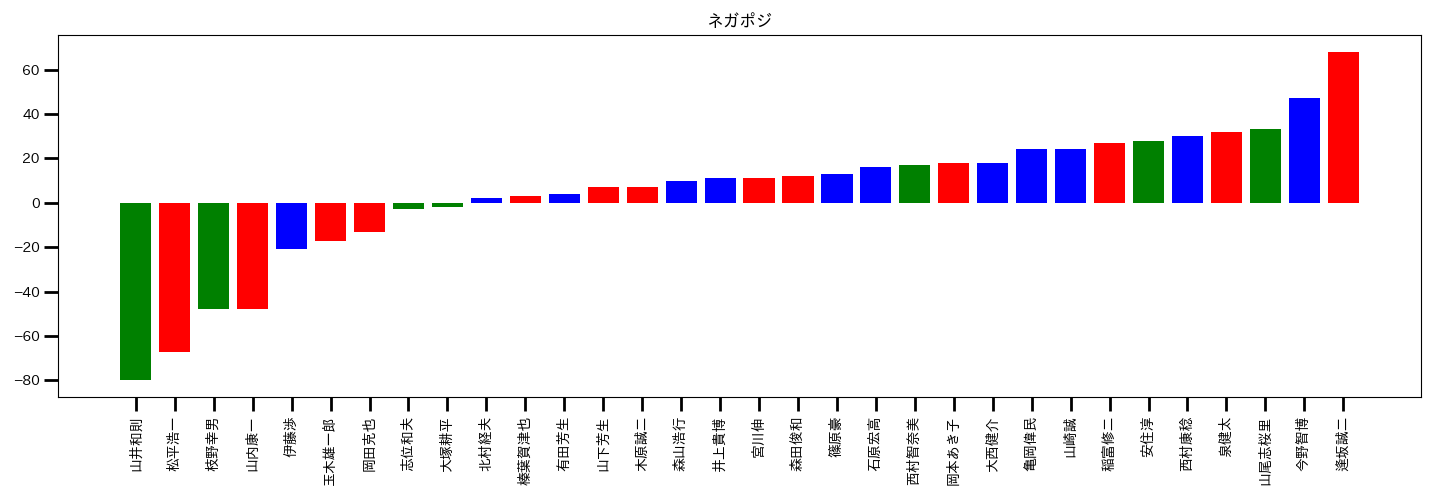 ネガポジ
60
40
20
0
−20
−40
−60
−80
山井和則
松平浩一
枝野幸男
山内康一
伊藤渉
玉木雄一郎
岡田克也
志位和夫
大塚耕平
北村経夫
榛葉賀津也
有田芳生
山下芳生
木原誠二
森山浩行
井上貴博
宮川伸
森田俊和
篠原豪
石原宏高
西村智奈美
岡本あき子
大西健介
亀岡偉民
山崎誠
稲富修二
安住淳
西村康稔
泉健太
山尾志桜里
今野智博
逢坂誠二